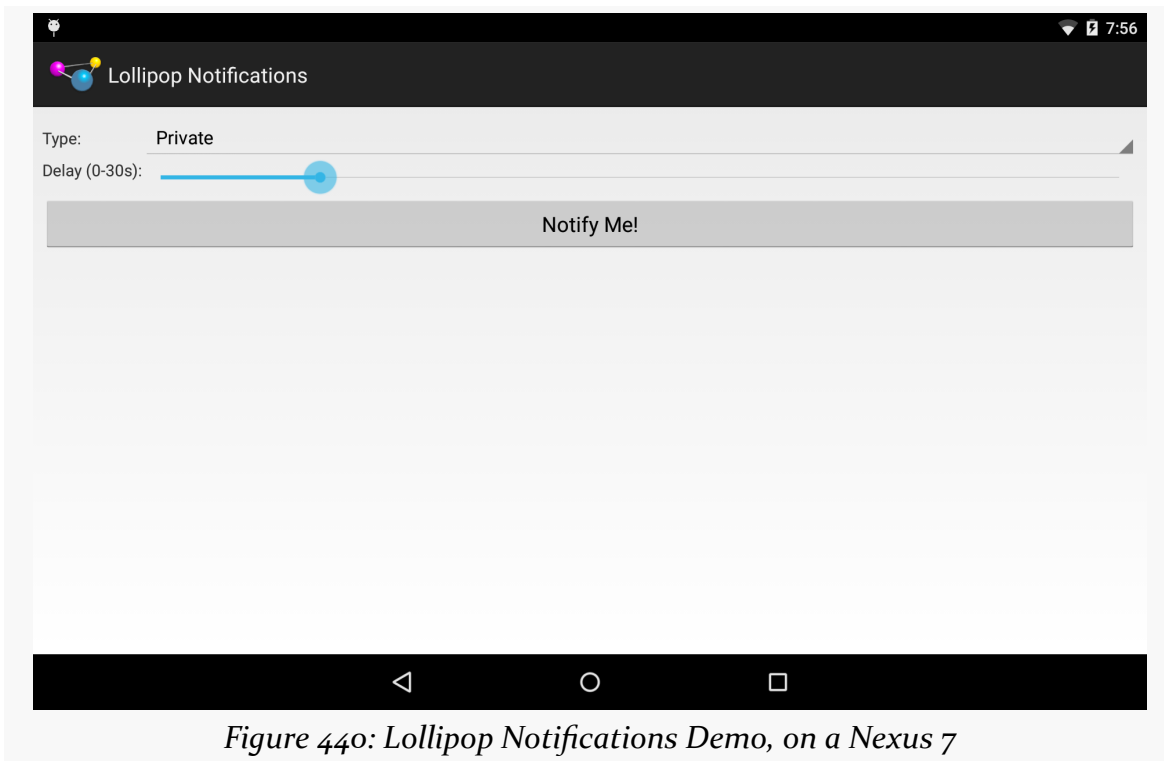 7:56
Lollipop Notifications
Type: Private
Delay (0-30s):
Notify Me!
Figure 440: Lollipop Notifications Demo, on a Nexus 7